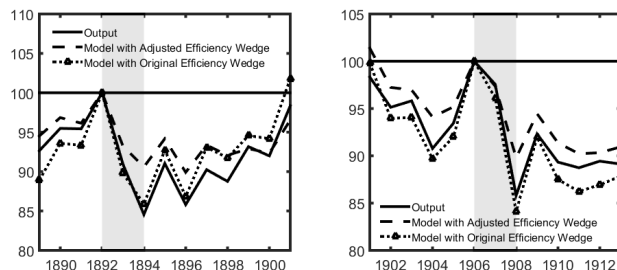 110
105
100
95
90
85
80
Output
Model with Adjusted Efficiency Wedge
Model with Original Efficiency Wedge
1890 1892 1894 1896 1898 1900
105
100
95
90
85
80
Output
Model with Adjusted Efficiency Wedge
Model with Original Efficiency Wedge
1902 1904 1906 1908 1910 1912